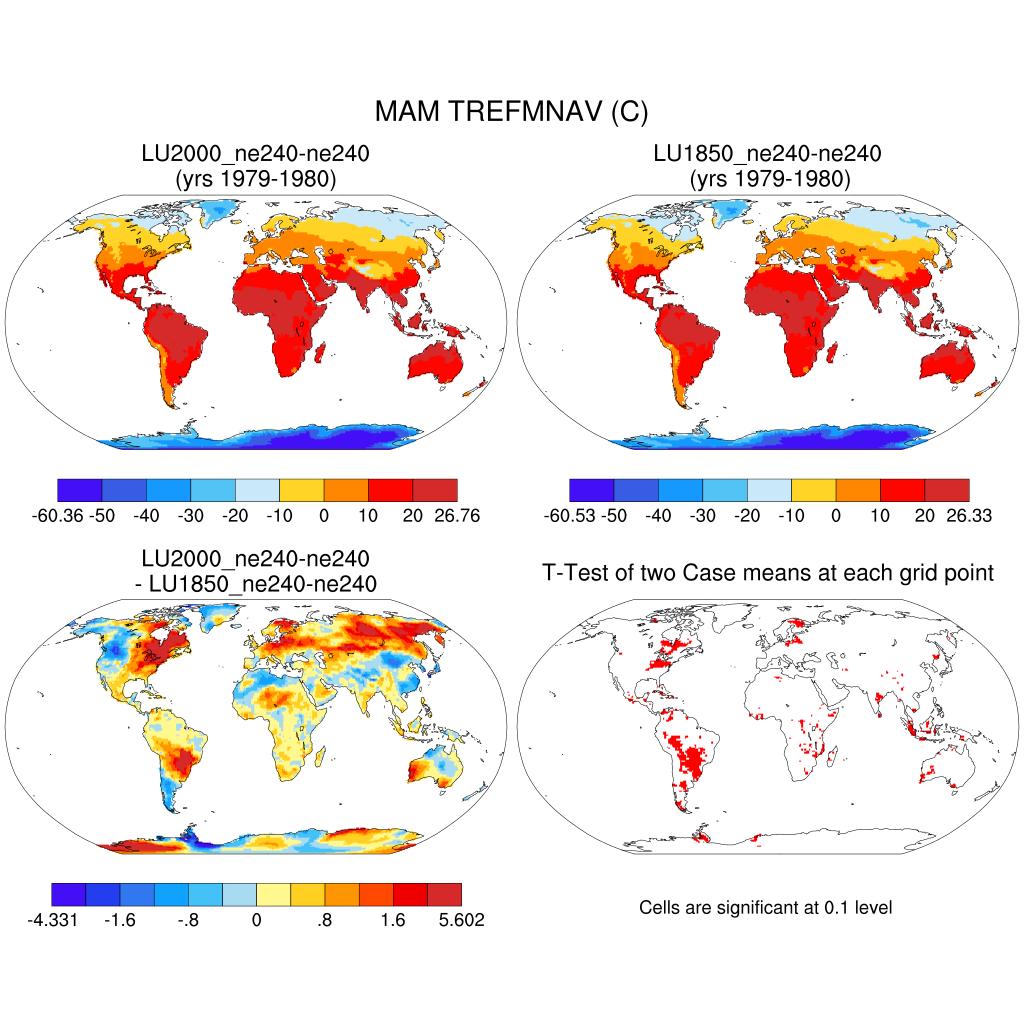 MAM TREFMNAV (C)
LU2000_ne240-ne240
(yrs 1979-1980)
LU1850_ne240-ne240
(yrs 1979-1980)
-60.36 -50 -40 -30 -20 -10 0 10 20 26.76
-60.53 -50 -40 -30 -20 -10 0 10 20 26.33
LU2000_ne240-ne240
- LU1850_ne240-ne240
T-Test of two Case means at each grid point
-4.331 -1.6 -.8 0 .8 1.6 5.602
Cells are significant at 0.1 level